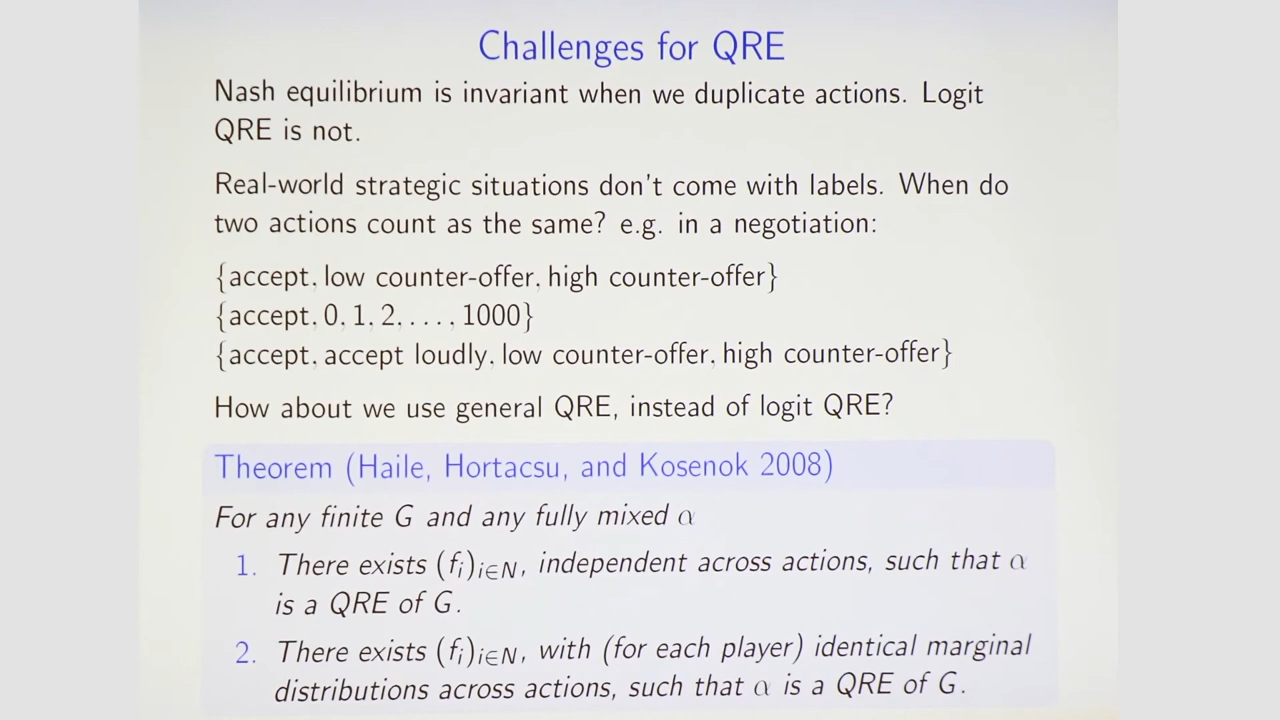 Challenges for QRE
Nash equilibrium is invariant when we duplicate actions. Logit
QRE is not.
Real-world strategic situations don't come with labels. When do
two actions count as the same? e.g. in a negotiation:
{accept, low counter-offer, high counter-offer}
{accept, 0, 1, 2, . . . , 1000}
{accept, accept loudly, low counter-offer, high counter-offer}
How about we use general QRE, instead of logit QRE?
Theorem (Haile, Hortacsu, and Kosenok 2008)
For any finite G and any fully mixed α
1. There exists (fᵢ)ᵢ∈N, independent across actions, such that α
is a QRE of G.
2. There exists (fᵢ)ᵢ∈N, with (for each player) identical marginal
distributions across actions, such that α is a QRE of G.